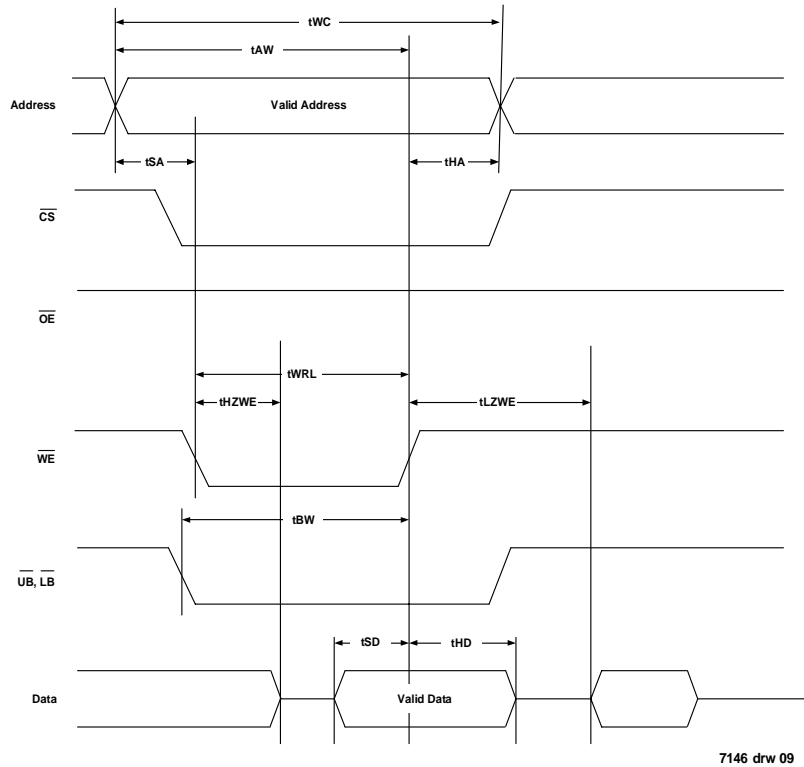 tWC
tAW
Address
Valid Address
tSA
tHA
CS
OE
tWRL
tHZWE
tLZWE
WE
tBW
UB, LB
tSD
tHD
Data
Valid Data
7146 drw 09